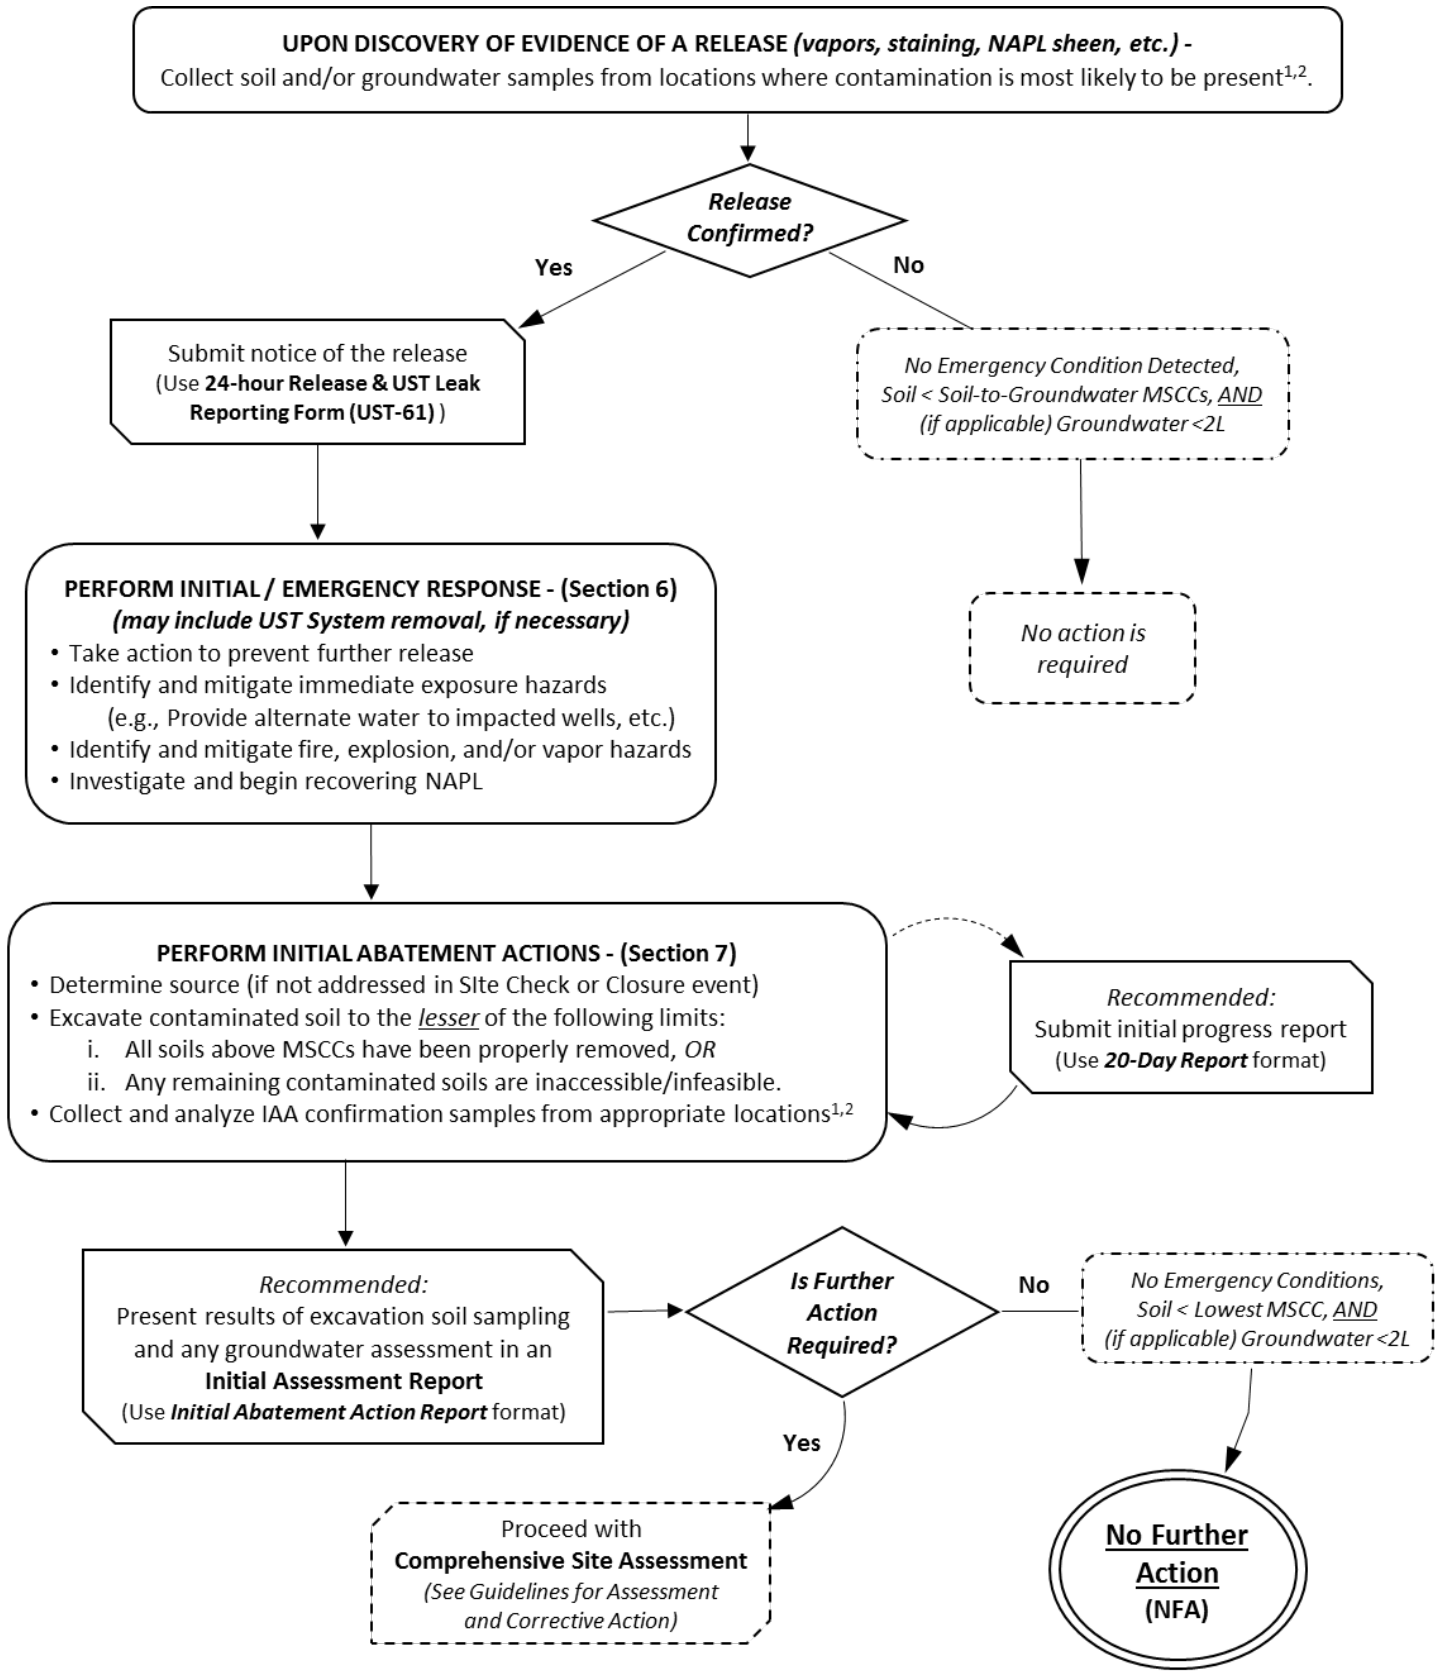 UPON DISCOVERY OF EVIDENCE OF A RELEASE (vapors, staining, NAPL sheen, etc.) -
Collect soil and/or groundwater samples from locations where contamination is most likely to be present1,2.
Release
Confirmed?
Yes
No
Submit notice of the release
(Use 24-hour Release & UST Leak
Reporting Form (UST-61) )
No Emergency Condition Detected,
Soil < Soil-to-Groundwater MSCCs, AND
(if applicable) Groundwater <2L
No action is
required
PERFORM INITIAL / EMERGENCY RESPONSE - (Section 6)
(may include UST System removal, if necessary)
• Take action to prevent further release
• Identify and mitigate immediate exposure hazards
(e.g., Provide alternate water to impacted wells, etc.)
• Identify and mitigate fire, explosion, and/or vapor hazards
• Investigate and begin recovering NAPL
PERFORM INITIAL ABATEMENT ACTIONS - (Section 7)
• Determine source (if not addressed in SIte Check or Closure event)
• Excavate contaminated soil to the lesser of the following limits:
i. All soils above MSCCs have been properly removed, OR
ii. Any remaining contaminated soils are inaccessible/infeasible.
• Collect and analyze IAA confirmation samples from appropriate locations1,2
Recommended:
Submit initial progress report
(Use 20-Day Report format)
Recommended:
Present results of excavation soil sampling
and any groundwater assessment in an
Initial Assessment Report
(Use Initial Abatement Action Report format)
Is Further
Action
Required?
No
No Emergency Conditions,
Soil < Lowest MSCC, AND
(if applicable) Groundwater <2L
Yes
Proceed with
Comprehensive Site Assessment
(See Guidelines for Assessment
and Corrective Action)
No Further
Action
(NFA)